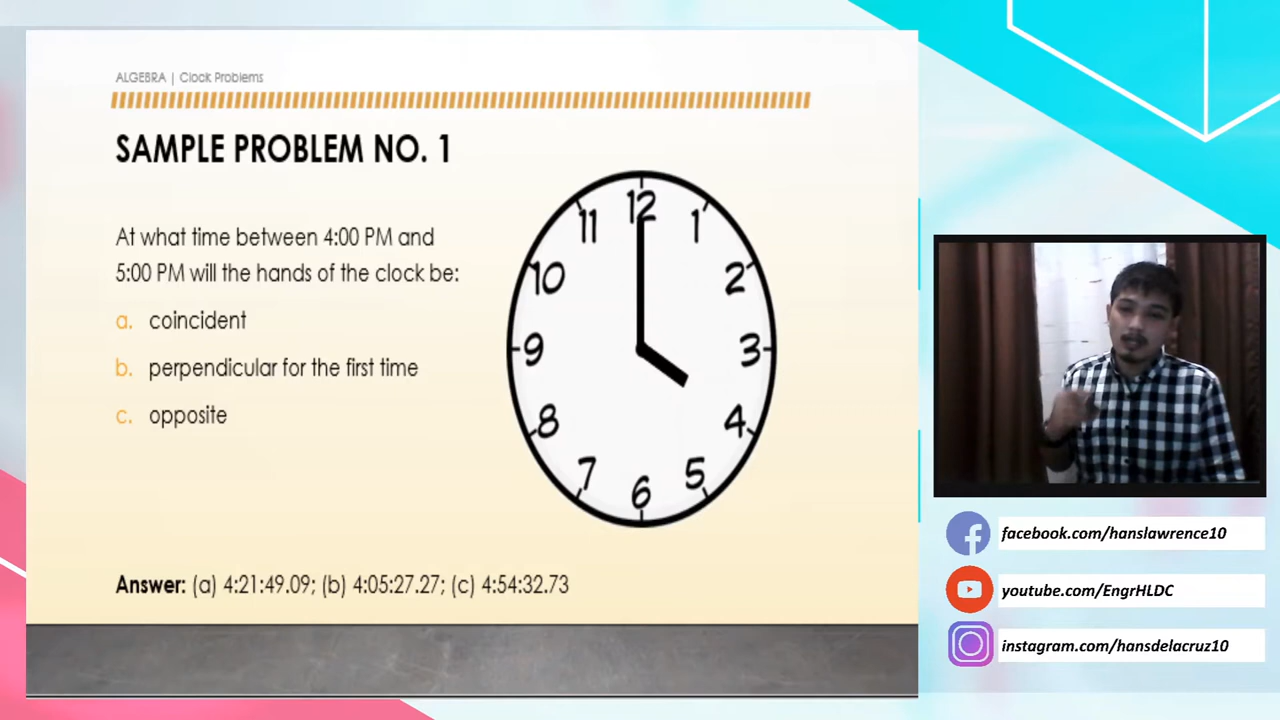 ALGEBRA | Clock Problems
SAMPLE PROBLEM NO. 1
At what time between 4:00 PM and
5:00 PM will the hands of the clock be:
a. coincident
b. perpendicular for the first time
c. opposite
12
1
2
3
4
5
6
7
8
9
10
11
Answer: (a) 4:21:49.09; (b) 4:05:27.27; (c) 4:54:32.73
facebook.com/hanslawrence10
youtube.com/EngrHLDC
instagram.com/hansdelacruz10